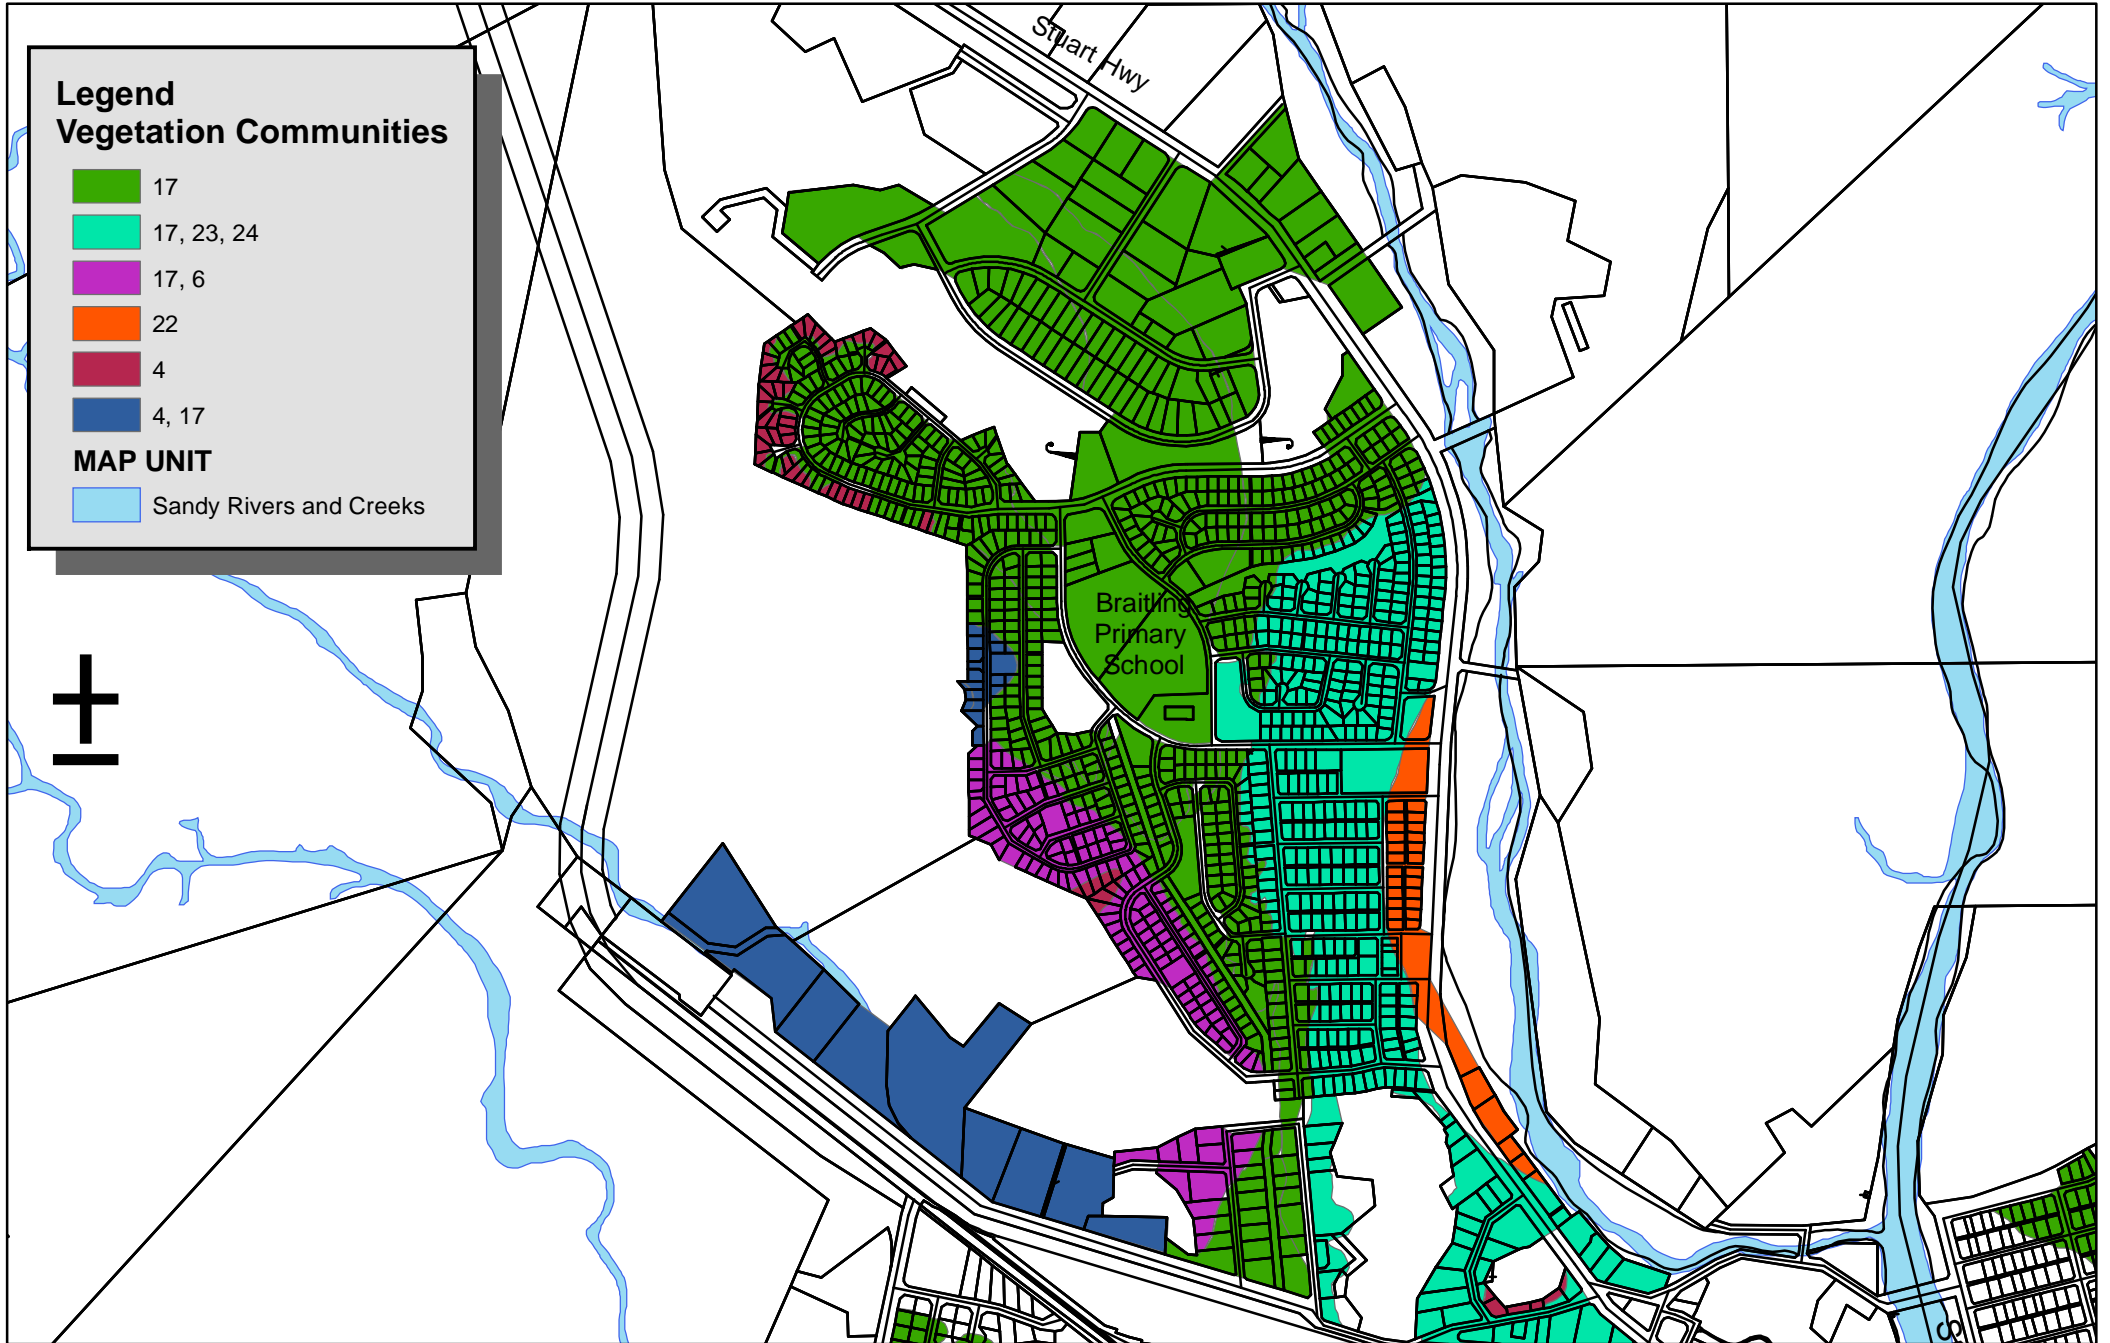 Stuart Hwy
Legend
Vegetation Communities
17
17, 23, 24
17, 6
22
4
4, 17
MAP UNIT
Sandy Rivers and Creeks
Braitling
Primary
School
S